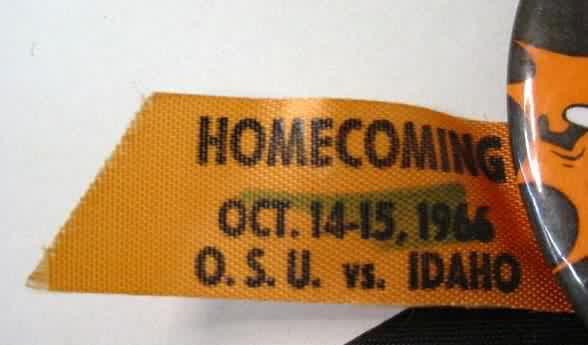 HOMECOMING
OCT. 14-15, 1966
O. S. U. vs. IDAHO